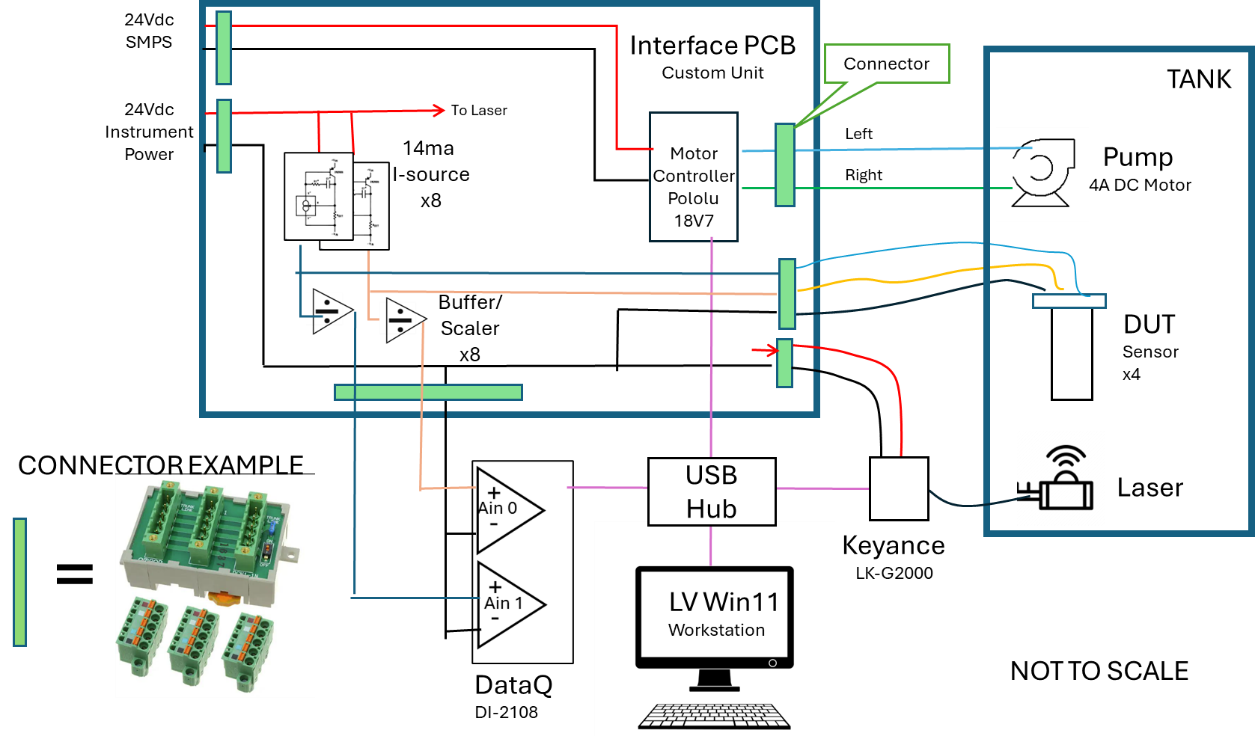 24Vdc
SMPS
24Vdc
Instrument
Power
To Laser
14ma
I-source
x8
Interface PCB
Custom Unit
Motor
Controller
Pololu
18V7
Connector
Left
Right
TANK
Pump
4A DC Motor
Buffer/
Scaler
x8
DUT
Sensor
x4
Laser
CONNECTOR EXAMPLE
=
+
Ain 0
-
+
Ain 1
-
DataQ
DI-2108
USB
Hub
Keyance
LK-G2000
LV Win11
Workstation
NOT TO SCALE